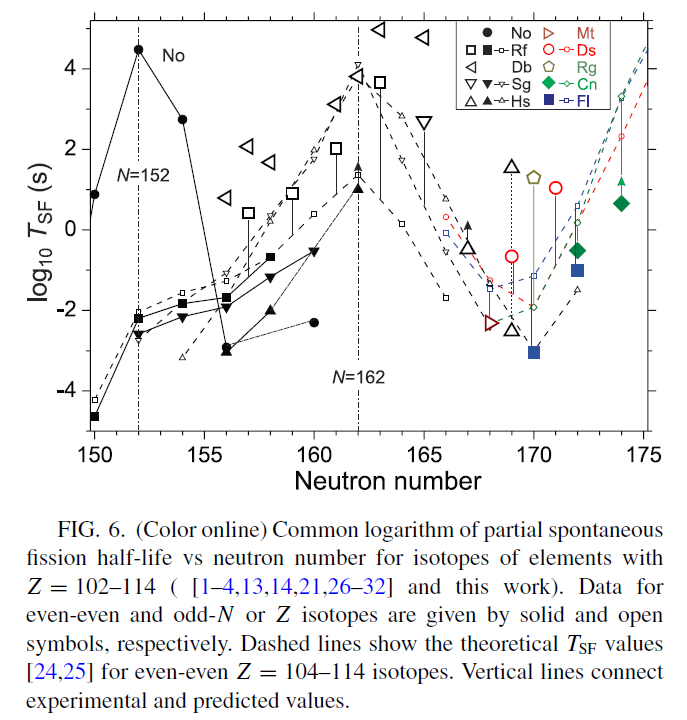 No Mt
Rf Ds
Db Rg
Sg Cn
Hs Fl
No
N=152
N=162
log10 TSF (s)
4
2
0
-2
-4
150 155 160 165 170 175
Neutron number
FIG. 6. (Color online) Common logarithm of partial spontaneous
fission half-life vs neutron number for isotopes of elements with
Z = 102–114 ( [1–4,13,14,21,26–32] and this work). Data for
even-even and odd-N or Z isotopes are given by solid and open
symbols, respectively. Dashed lines show the theoretical TSF values
[24,25] for even-even Z = 104–114 isotopes. Vertical lines connect
experimental and predicted values.